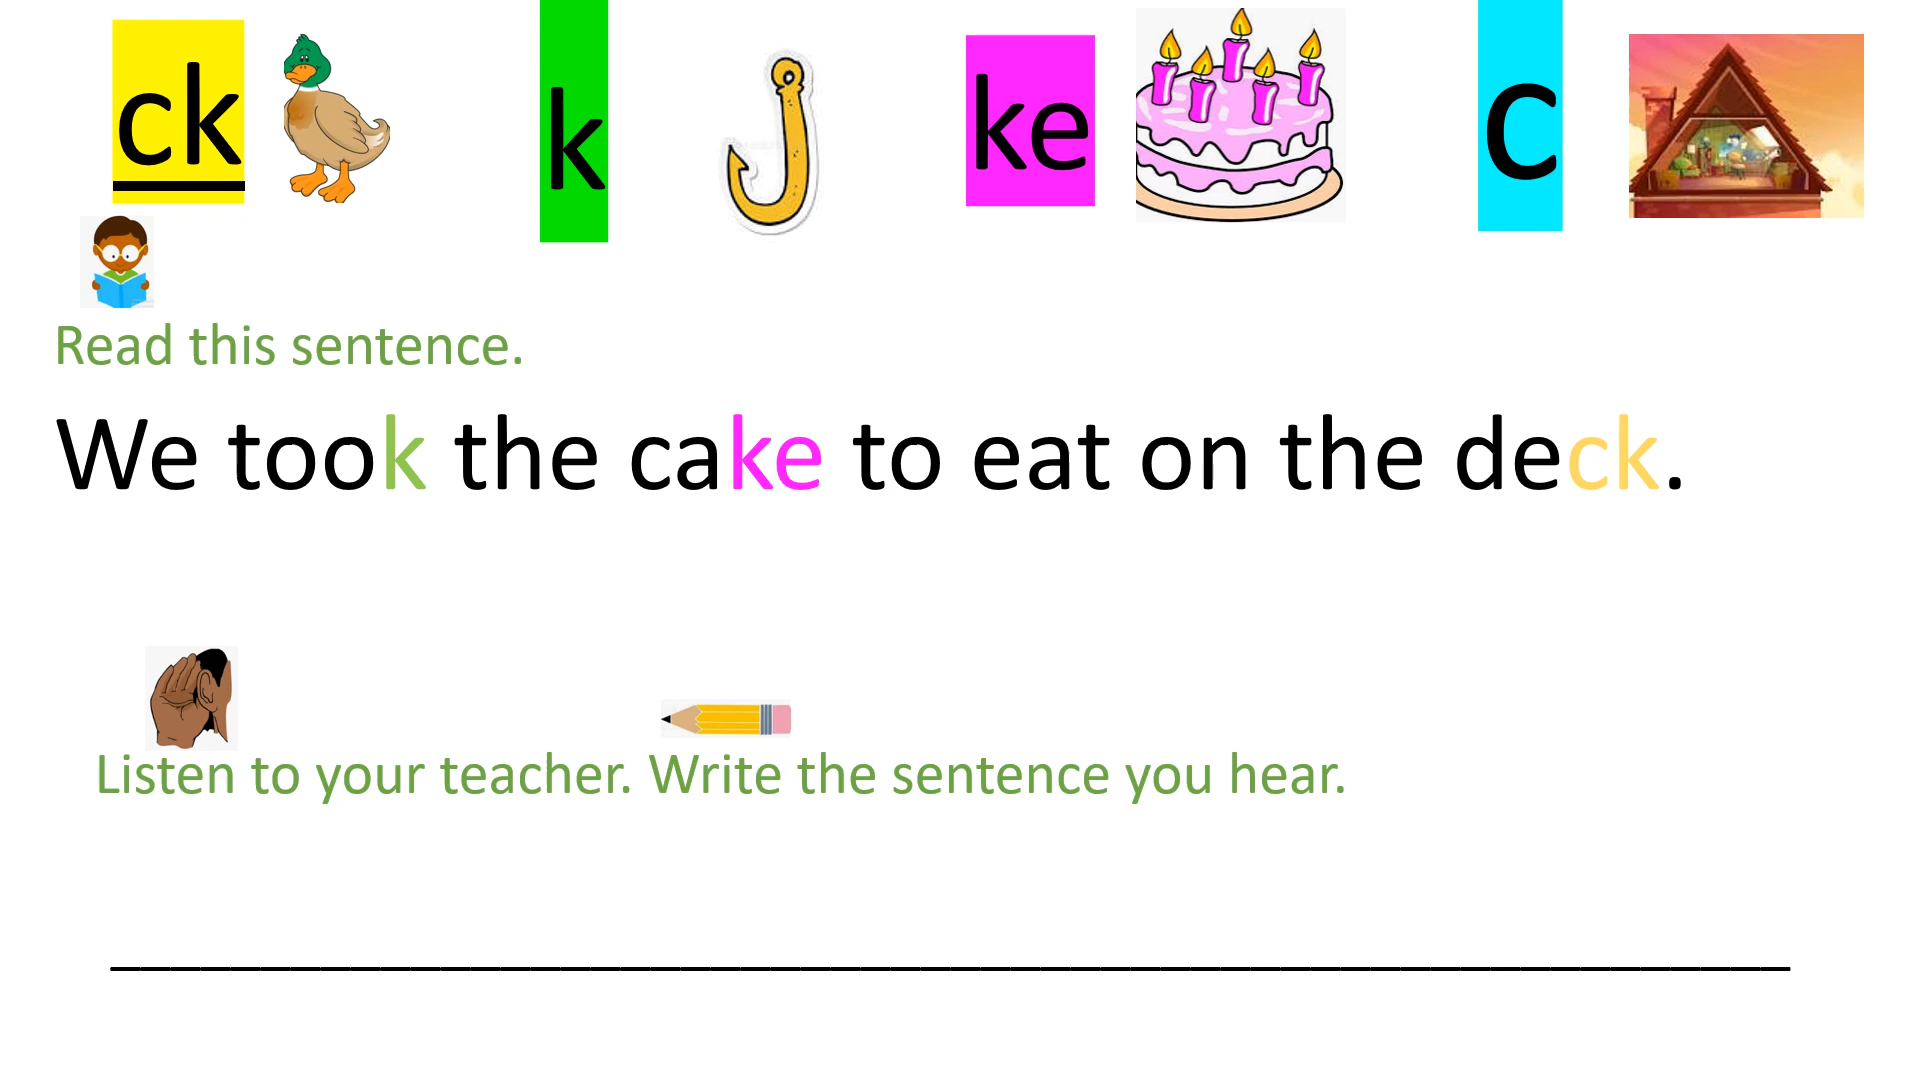 ck k ke c
Read this sentence.
We took the cake to eat on the deck.
Listen to your teacher. Write the sentence you hear.